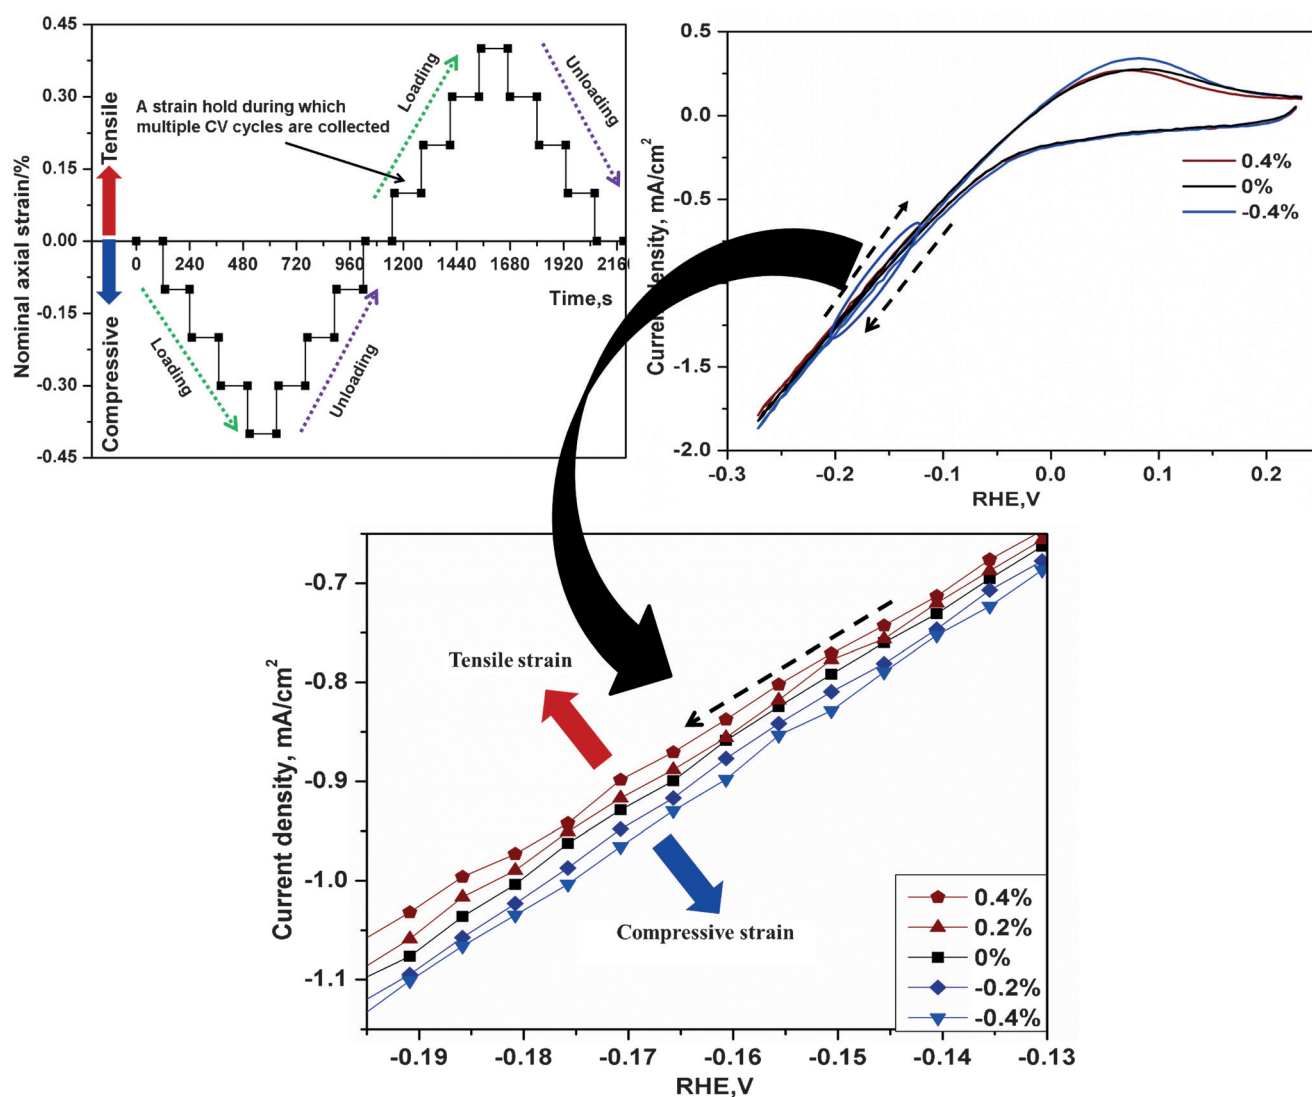 0.45
0.30
0.15
0.00
-0.15
-0.30
-0.45
Nominal axial strain/%
Tensile
Compressive
A strain hold during which
multiple CV cycles are collected
Loading
Unloading
0 240 480 720 960 1200 1440 1680 1920 2160
Time,s
Loading
Unloading
0.5
0.0
-0.5
-1.5
-2.0
Current density, mA/cm²
0.4%
0%
-0.4%
-0.3 -0.2 -0.1 0.0 0.1 0.2
RHE,V
-0.7
-0.8
-0.9
-1.0
-1.1
Current density, mA/cm²
Tensile strain
Compressive strain
0.4%
0.2%
0%
-0.2%
-0.4%
-0.19 -0.18 -0.17 -0.16 -0.15 -0.14 -0.13
RHE,V